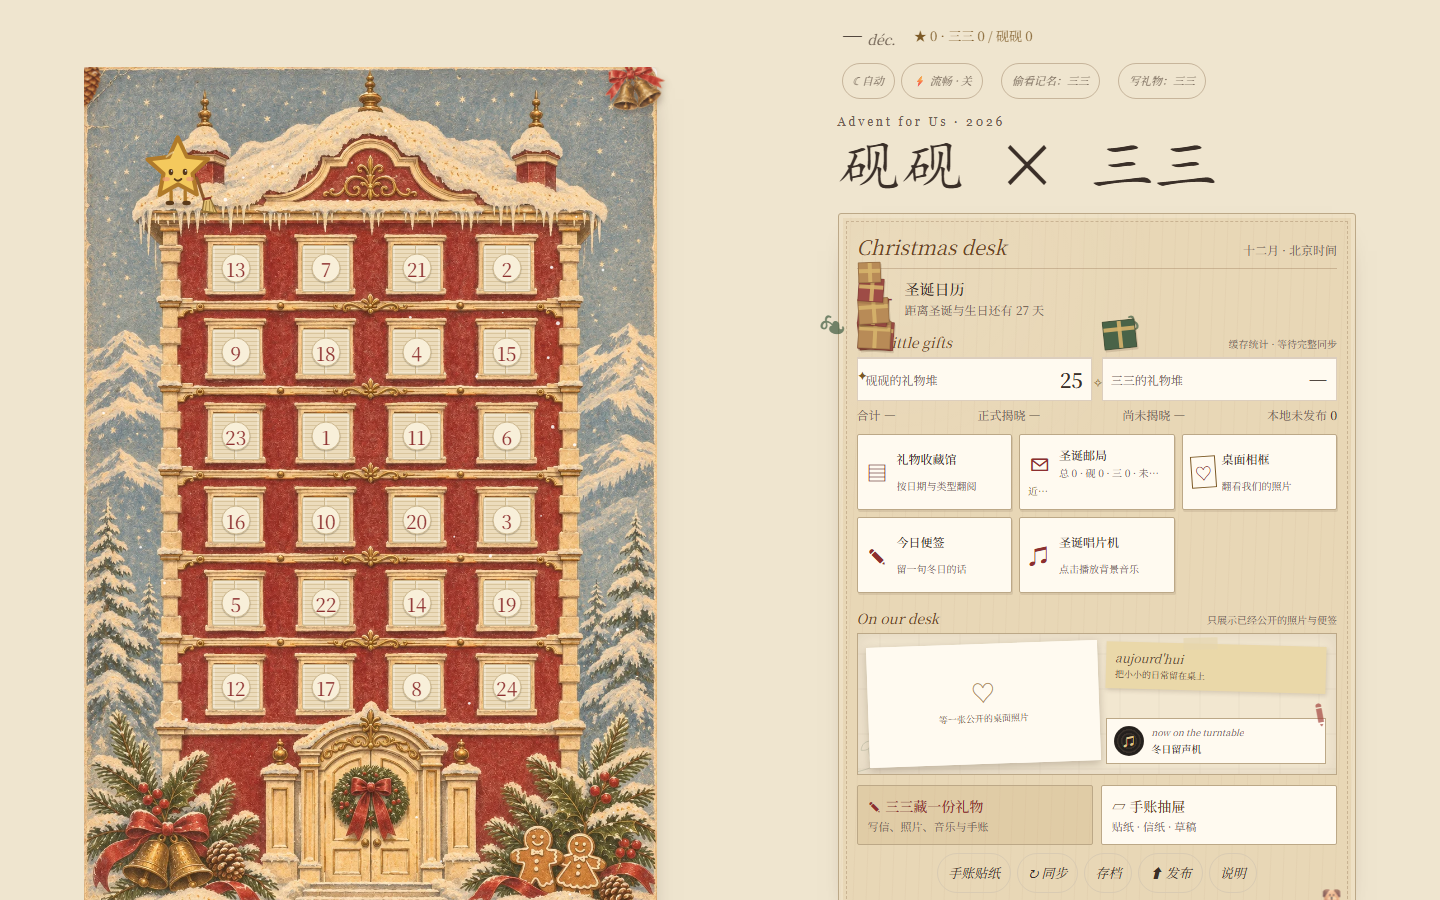 — déc. ★ 0 · 三三 0 / 砚砚 0
☾ 自动 ⚡ 流畅 · 关 偷看记名：三三 写礼物：三三
Advent for Us · 2026
砚砚 × 三三
Christmas desk 十二月 · 北京时间
圣诞日历
距离圣诞与生日还有 27 天
ittle gifts 缓存统计 · 等待完整同步
砚砚的礼物堆 25 三三的礼物堆 —
合计 — 正式揭晓 — 尚未揭晓 — 本地未发布 0
礼物收藏馆
按日期与类型翻阅
圣诞邮局
总 0 · 砚 0 · 三 0 · 未…
近…
桌面相框
翻看我们的照片
今日便签
留一句冬日的话
圣诞唱片机
点击播放背景音乐
On our desk 只展示已经公开的照片与便签
♡
等一张公开的桌面照片
aujourd'hui
把小小的日常留在桌上
now on the turntable
冬日留声机
三三藏一份礼物
写信、照片、音乐与手账
手账抽屉
贴纸 · 信纸 · 草稿
手账贴纸 ↻ 同步 存档 ⬆ 发布 说明
13 7 21 2
9 18 4 15
23 1 11 6
16 10 20 3
5 22 14 19
12 17 8 24